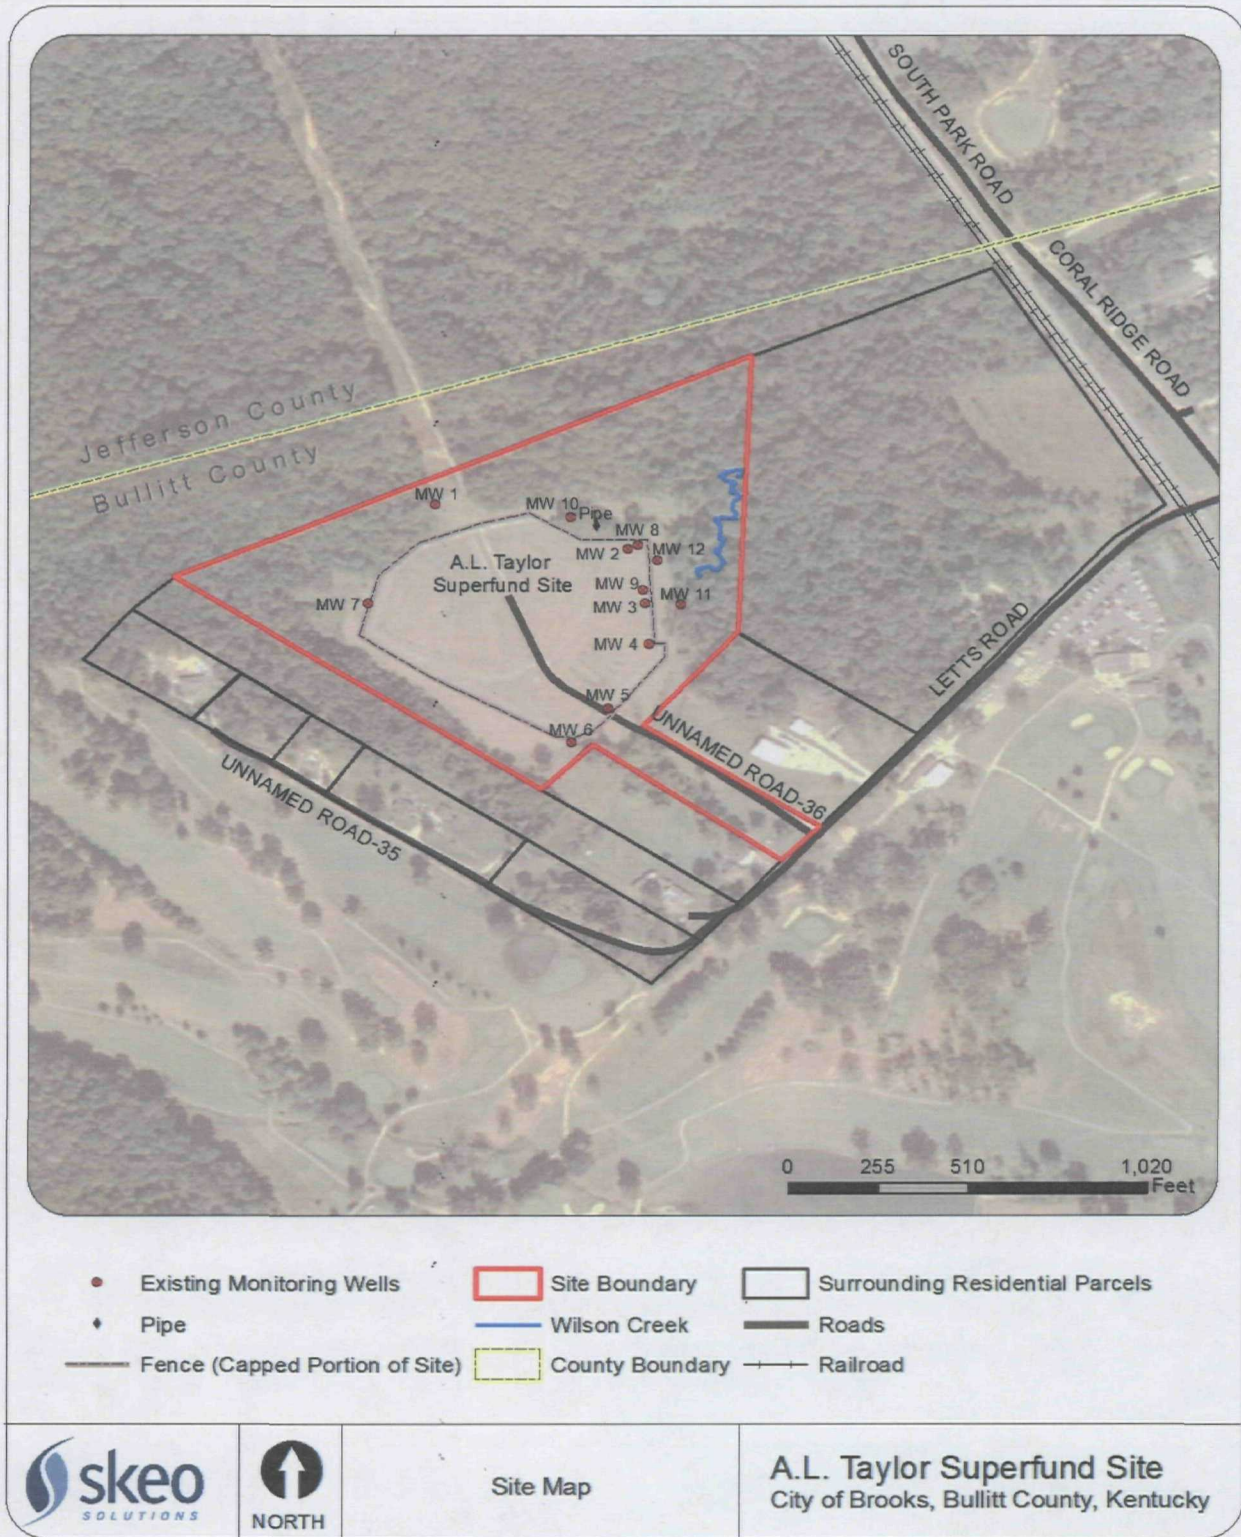 SOUTH PARK ROAD
CORAL RIDGE ROAD
Jefferson County
Bullitt County
MW 1
MW 10
Pipe
MW 8
MW 2
MW 12
A.L. Taylor
Superfund Site
MW 9
MW 11
MW 7
MW 3
MW 4
LETTS ROAD
MW 5
UNNAMED ROAD-36
MW 6
UNNAMED ROAD-35
0 255 510 1,020
Feet
Existing Monitoring Wells
Site Boundary
Surrounding Residential Parcels
Pipe
Wilson Creek
Roads
Fence (Capped Portion of Site)
County Boundary
Railroad
skeo
SOLUTIONS
NORTH
Site Map
A.L. Taylor Superfund Site
City of Brooks, Bullitt County, Kentucky